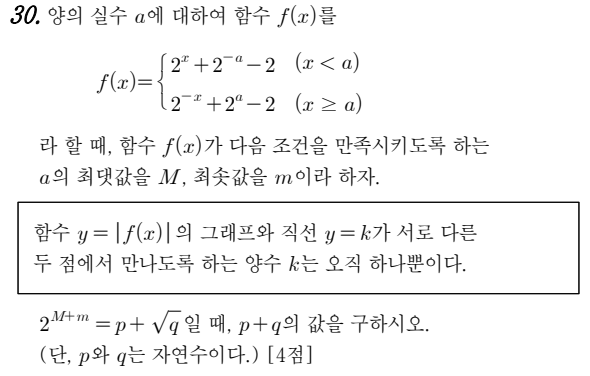 30. 양의 실수 a에 대하여 함수 f(x)를
f(x)={ 2^x+2^{-a}-2 (x < a)
2^{-x}+2^a-2 (x ≥ a)
라 할 때, 함수 f(x)가 다음 조건을 만족시키도록 하는
a의 최댓값을 M, 최솟값을 m이라 하자.
함수 y=|f(x)|의 그래프와 직선 y=k가 서로 다른
두 점에서 만나도록 하는 양수 k는 오직 하나뿐이다.
2^{M+m}=p+√q일 때, p+q의 값을 구하시오.
(단, p와 q는 자연수이다.) [4점]